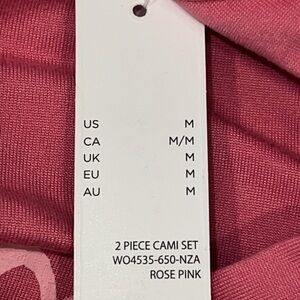 US M
CA M/M
UK M
EU M
AU M
2 PIECE CAMI SET
WO4535-650-NZA
ROSE PINK